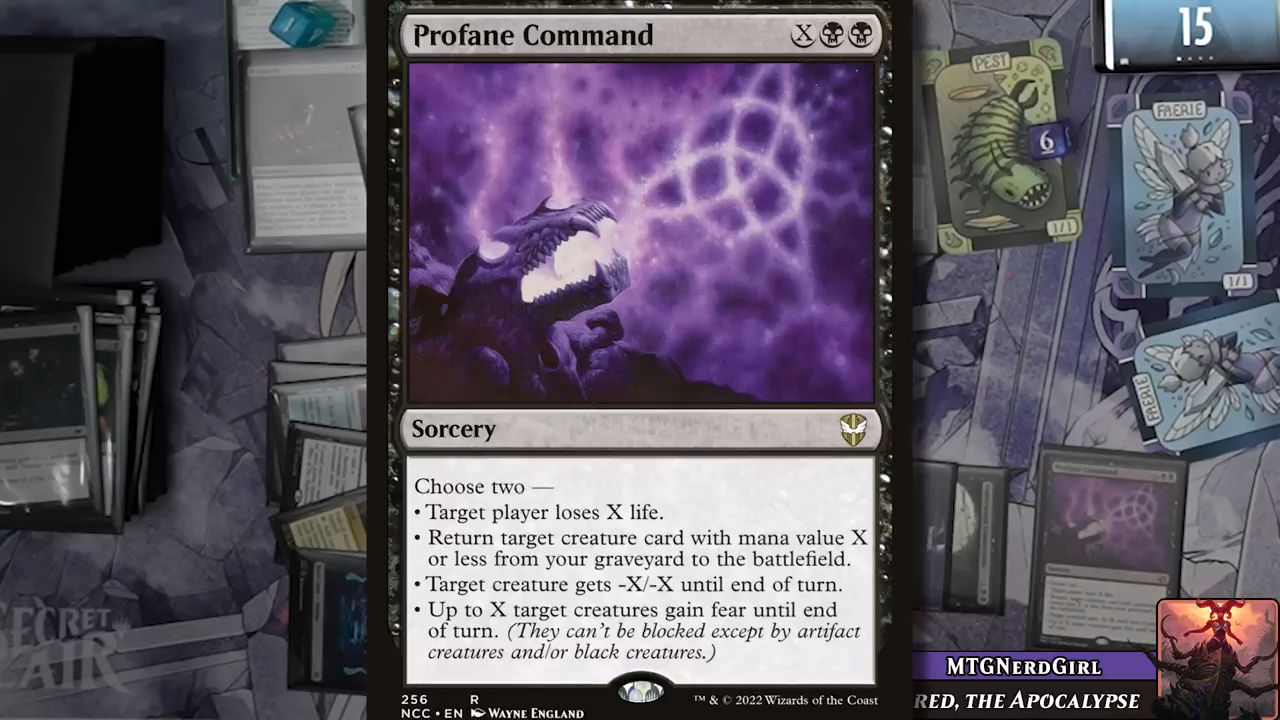 Profane Command
X
Sorcery
Choose two —
• Target player loses X life.
• Return target creature card with mana value X
or less from your graveyard to the battlefield.
• Target creature gets -X/-X until end of turn.
• Up to X target creatures gain fear until end
of turn. (They can't be blocked except by artifact
creatures and/or black creatures.)
256 R
NCC • EN WAYNE ENGLAND
™ & © 2022 Wizards of the Coast
15
PEST
6
1/1
FAERIE
1/1
FAERIE
Profane Command
MTGNERDGIRL
RED, THE APOCALYPSE